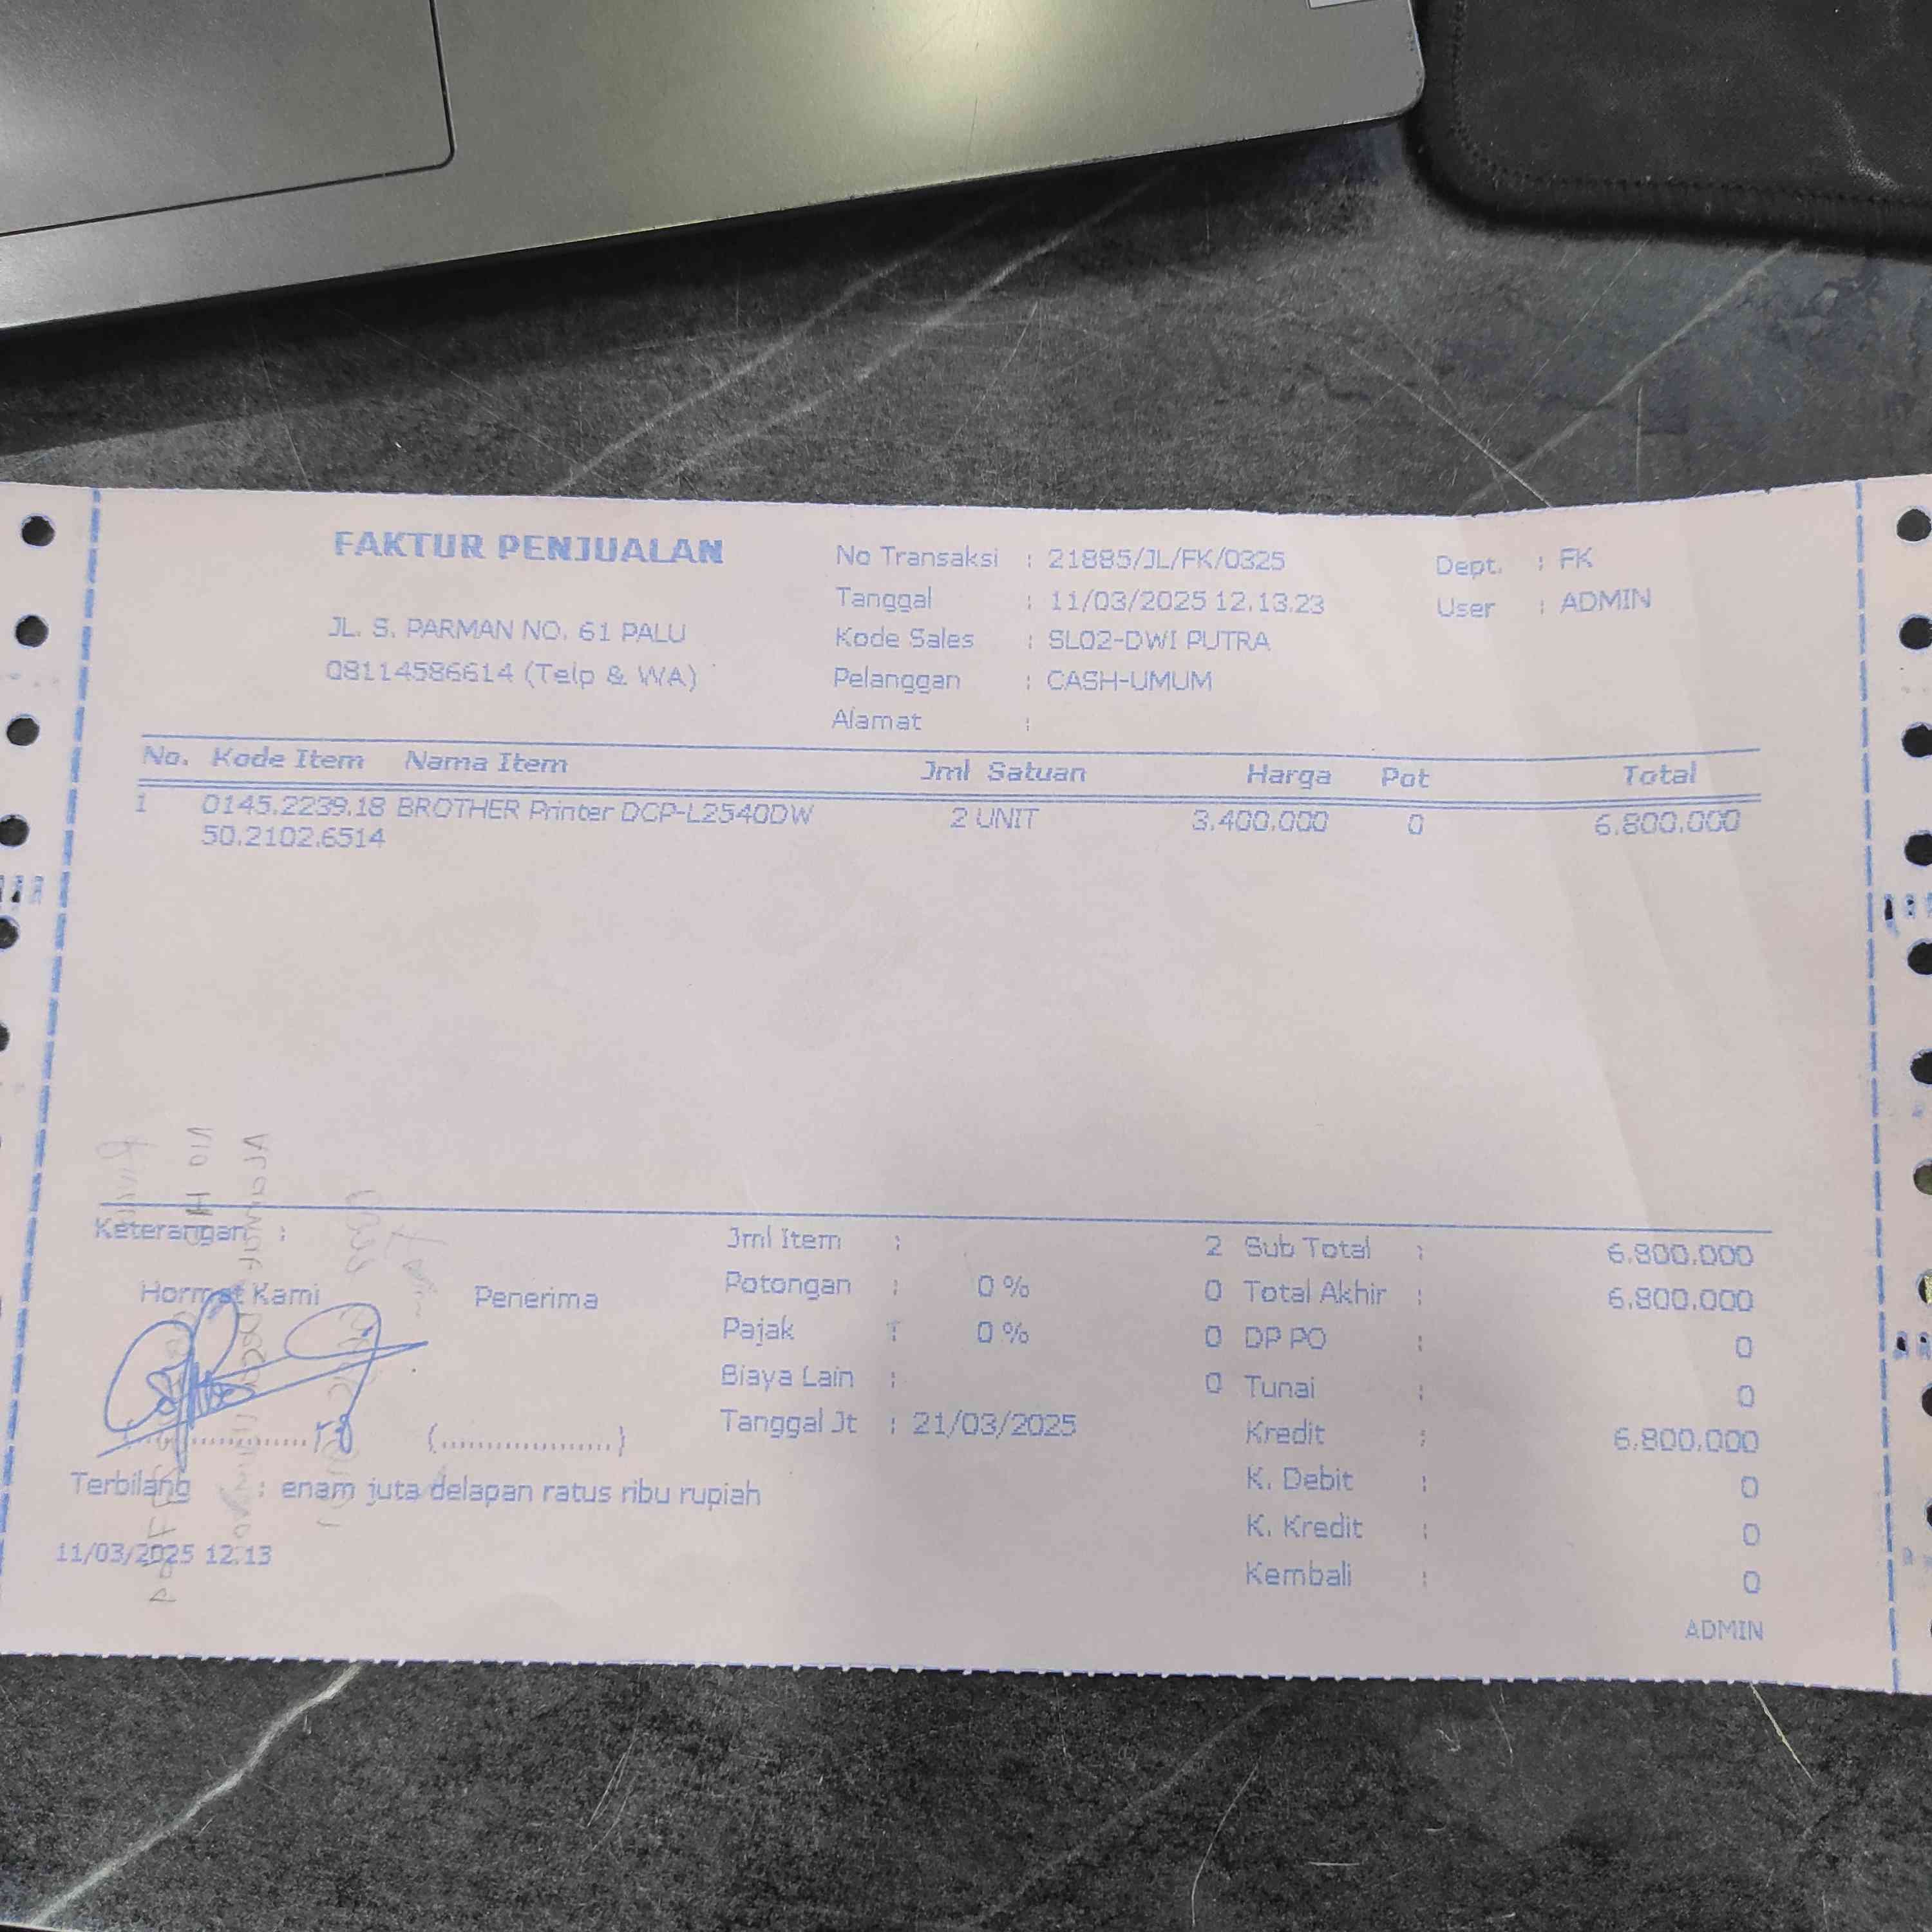 FAKTUR PENJUALAN
JL. S. PARMAN NO. 61 PALU
08114586614 (Telp & WA)
No Transaksi : 21885/JL/FK/0325
Tanggal : 11/03/2025 12.13.23
Kode Sales : SL02-DWI PUTRA
Pelanggan : CASH-UMUM
Alamat :
Dept. : FK
User : ADMIN
No. Kode Item Nama Item Jml Satuan Harga Pot Total
1 0145.2239.18 BROTHER Printer DCP-L2540DW 2 UNIT 3.400.000 0 6.800.000
50.2102.6514
Keterangan :
Hormat Kami Penerima
(....................)
Jml Item : 2
Potongan : 0 % 0
Pajak : 0 % 0
Biaya Lain : 0
Tanggal Jt : 21/03/2025
Sub Total : 6.800.000
Total Akhir : 6.800.000
DP PO : 0
Tunai : 0
Kredit : 6.800.000
K. Debit : 0
K. Kredit : 0
Kembali : 0
Terbilang : enam juta delapan ratus ribu rupiah
11/03/2025 12.13
ADMIN